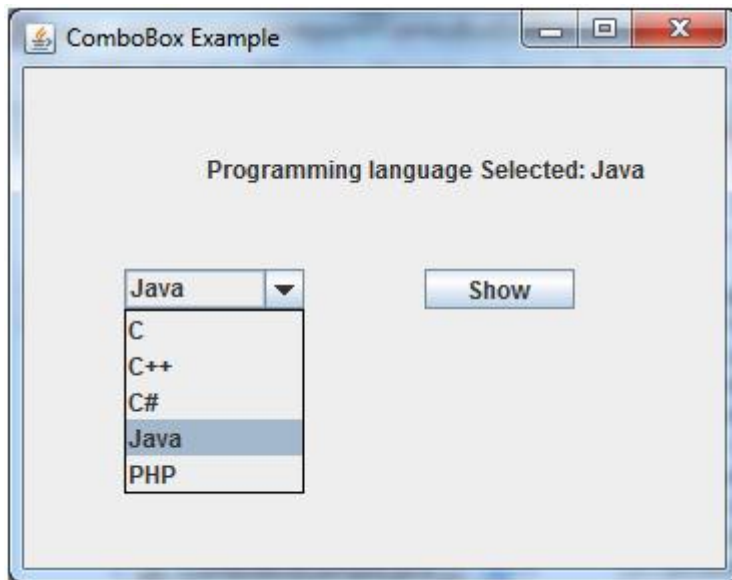 ComboBox Example
Programming language Selected: Java
Java
Show
C
C++
C#
Java
PHP